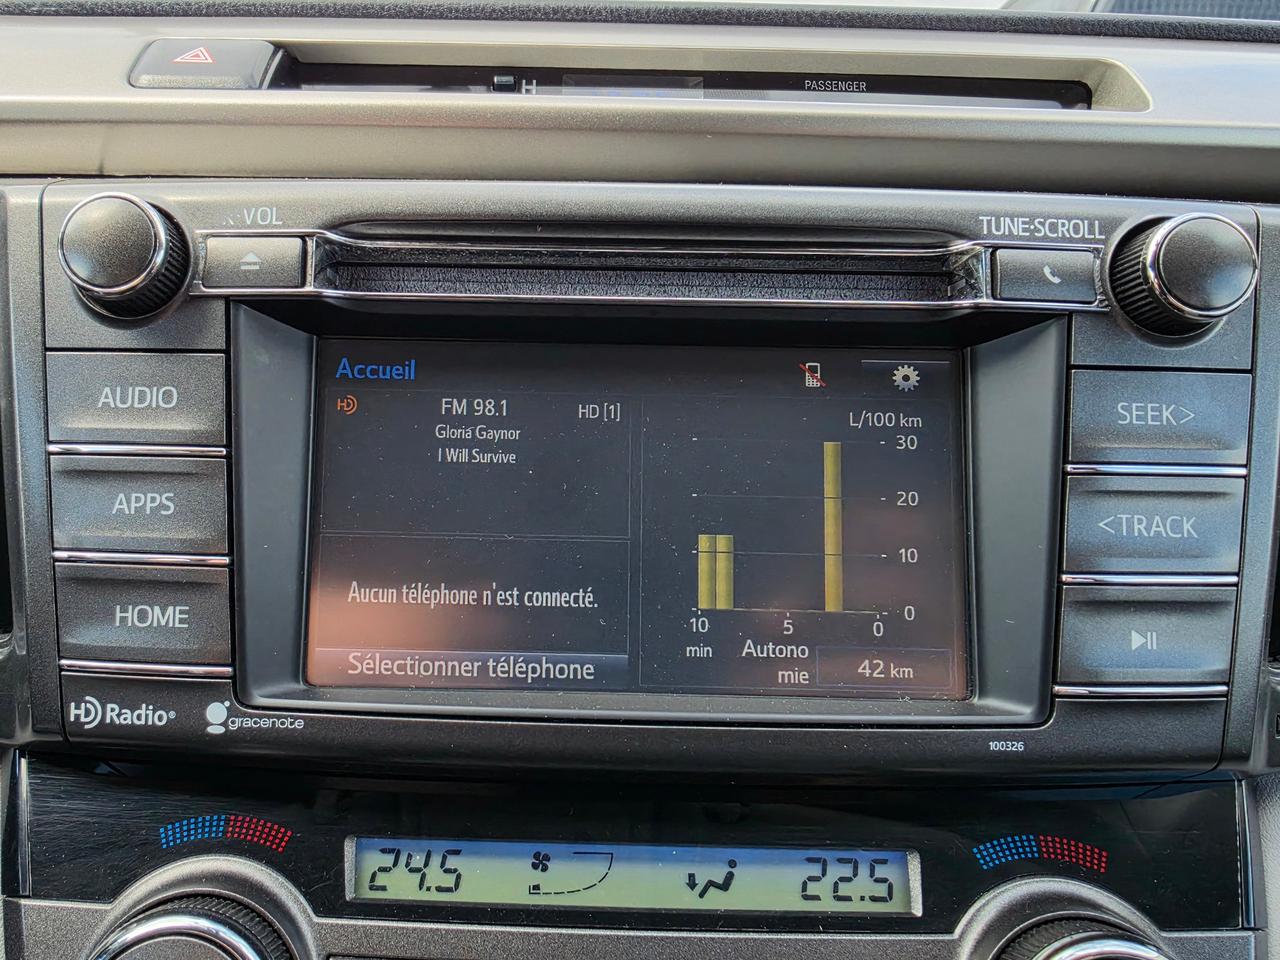 H
PASSENGER
VOL
TUNE·SCROLL
AUDIO
APPS
HOME
Accueil
HD
FM 98.1
HD [1]
Gloria Gaynor
I Will Survive
Aucun téléphone n'est connecté.
Sélectionner téléphone
L/100 km
30
20
10
0
10
5
0
min
Autono
mie
42 km
SEEK>
<TRACK
HD Radio®
gracenote
100326
24.5
22.5